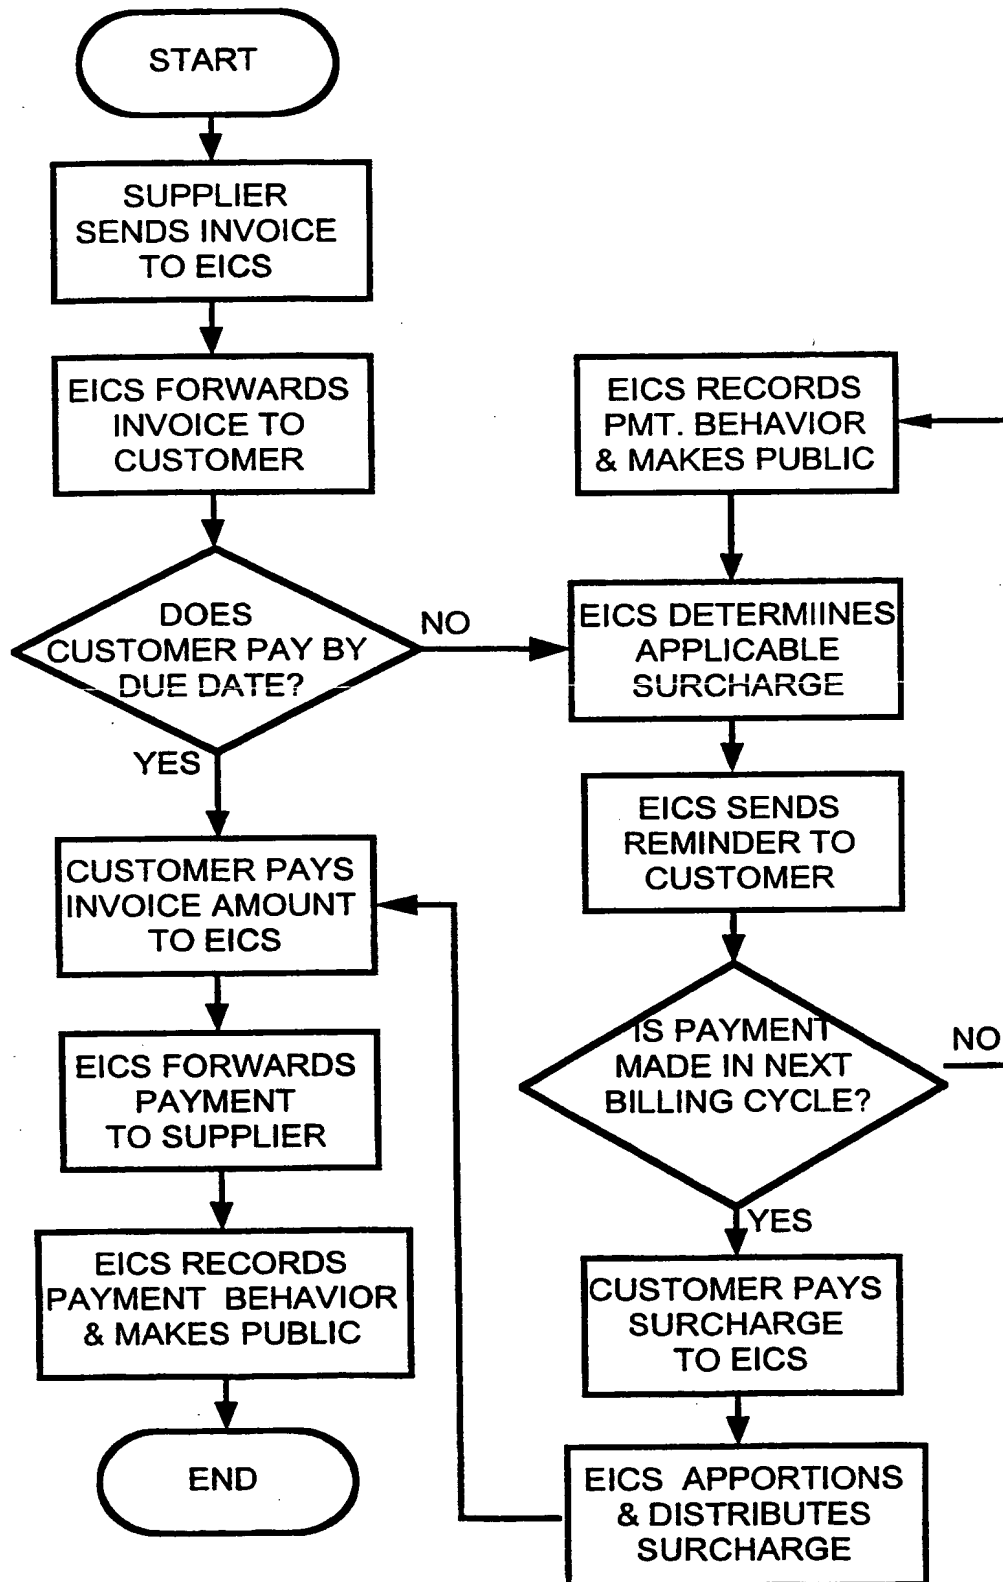 START
SUPPLIER
SENDS INVOICE
TO EICS
EICS FORWARDS
INVOICE TO
CUSTOMER
DOES
CUSTOMER PAY BY
DUE DATE?
NO
YES
CUSTOMER PAYS
INVOICE AMOUNT
TO EICS
EICS FORWARDS
PAYMENT
TO SUPPLIER
EICS RECORDS
PAYMENT BEHAVIOR
& MAKES PUBLIC
END
EICS RECORDS
PMT. BEHAVIOR
& MAKES PUBLIC
EICS DETERMIINES
APPLICABLE
SURCHARGE
EICS SENDS
REMINDER TO
CUSTOMER
IS PAYMENT
MADE IN NEXT
BILLING CYCLE?
NO
YES
CUSTOMER PAYS
SURCHARGE
TO EICS
EICS APPORTIONS
& DISTRIBUTES
SURCHARGE